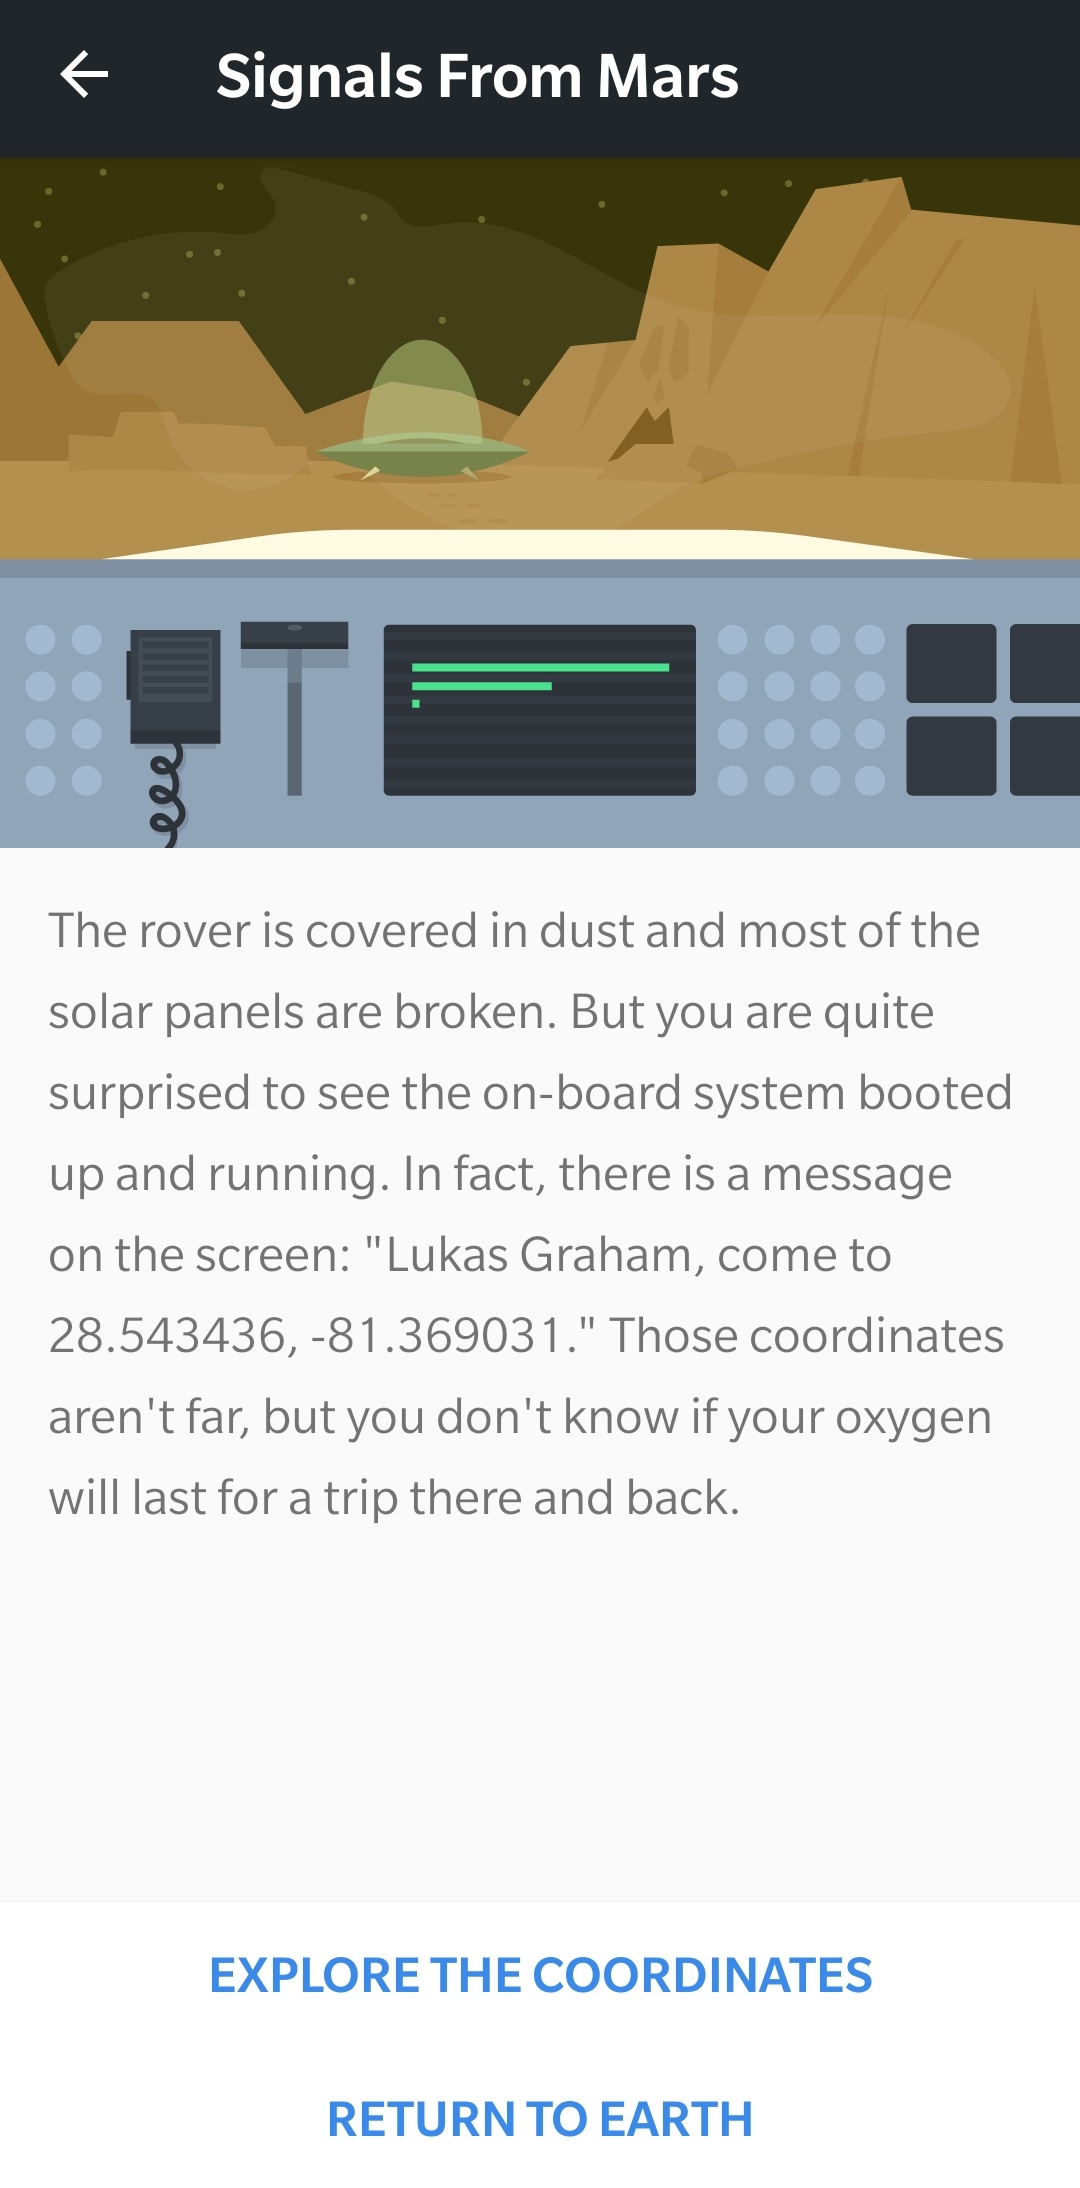 Signals From Mars
The rover is covered in dust and most of the
solar panels are broken. But you are quite
surprised to see the on-board system booted
up and running. In fact, there is a message
on the screen: "Lukas Graham, come to
28.543436, -81.369031." Those coordinates
aren't far, but you don't know if your oxygen
will last for a trip there and back.
EXPLORE THE COORDINATES
RETURN TO EARTH